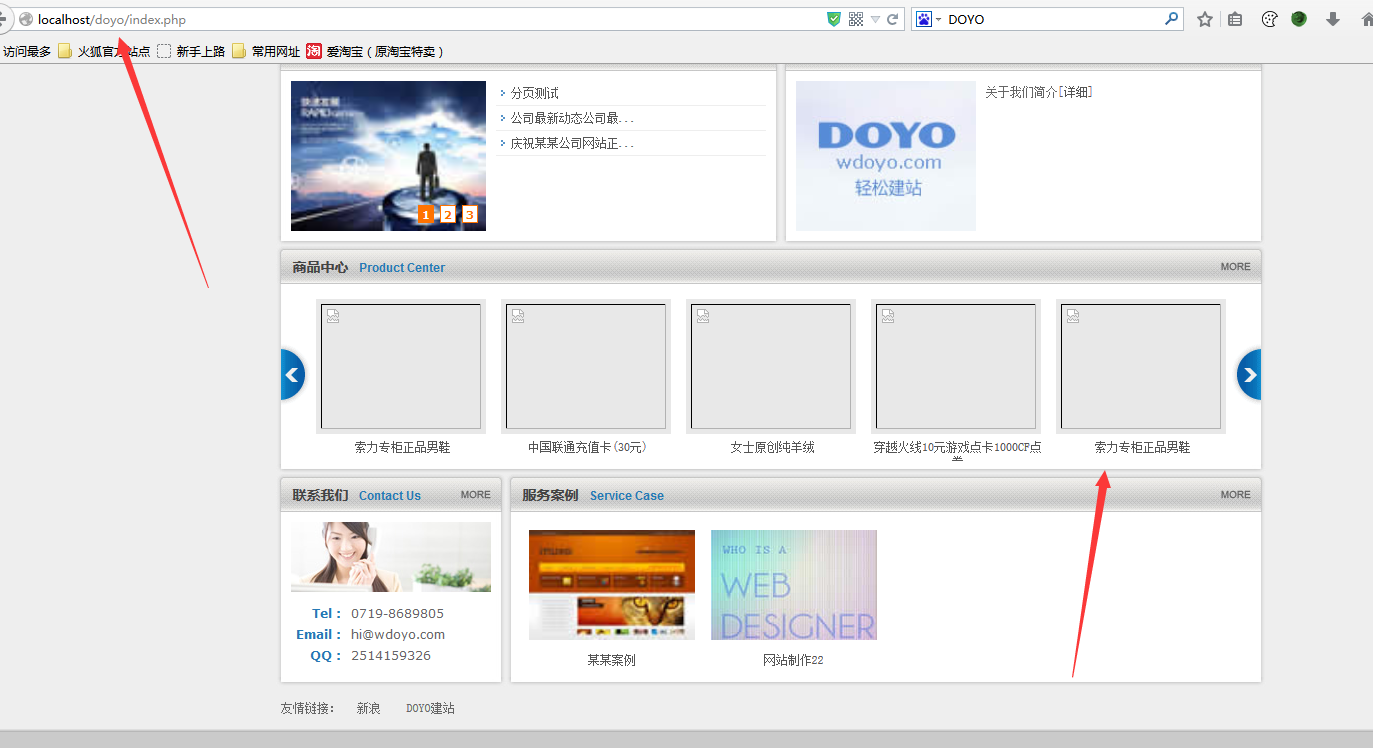 localhost/doyo/index.php
DOYO
访问最多 火狐官方站点 新手上路 常用网址 淘 爱淘宝（原淘宝特卖）
快速发展
分页测试
公司最新动态公司最...
庆祝某某公司网站正...
1 2 3
关于我们简介[详细]
DOYO
wdoyo.com
轻松建站
商品中心 Product Center MORE
索力专柜正品男鞋
中国联通充值卡(30元)
女士原创纯羊绒
穿越火线10元游戏点卡1000CF点
索力专柜正品男鞋
联系我们 Contact Us MORE
Tel： 0719-8689805
Email： hi@wdoyo.com
QQ： 2514159326
服务案例 Service Case MORE
WHO IS A
WEB
DESIGNER
某某案例
网站制作22
友情链接： 新浪 DOYO建站